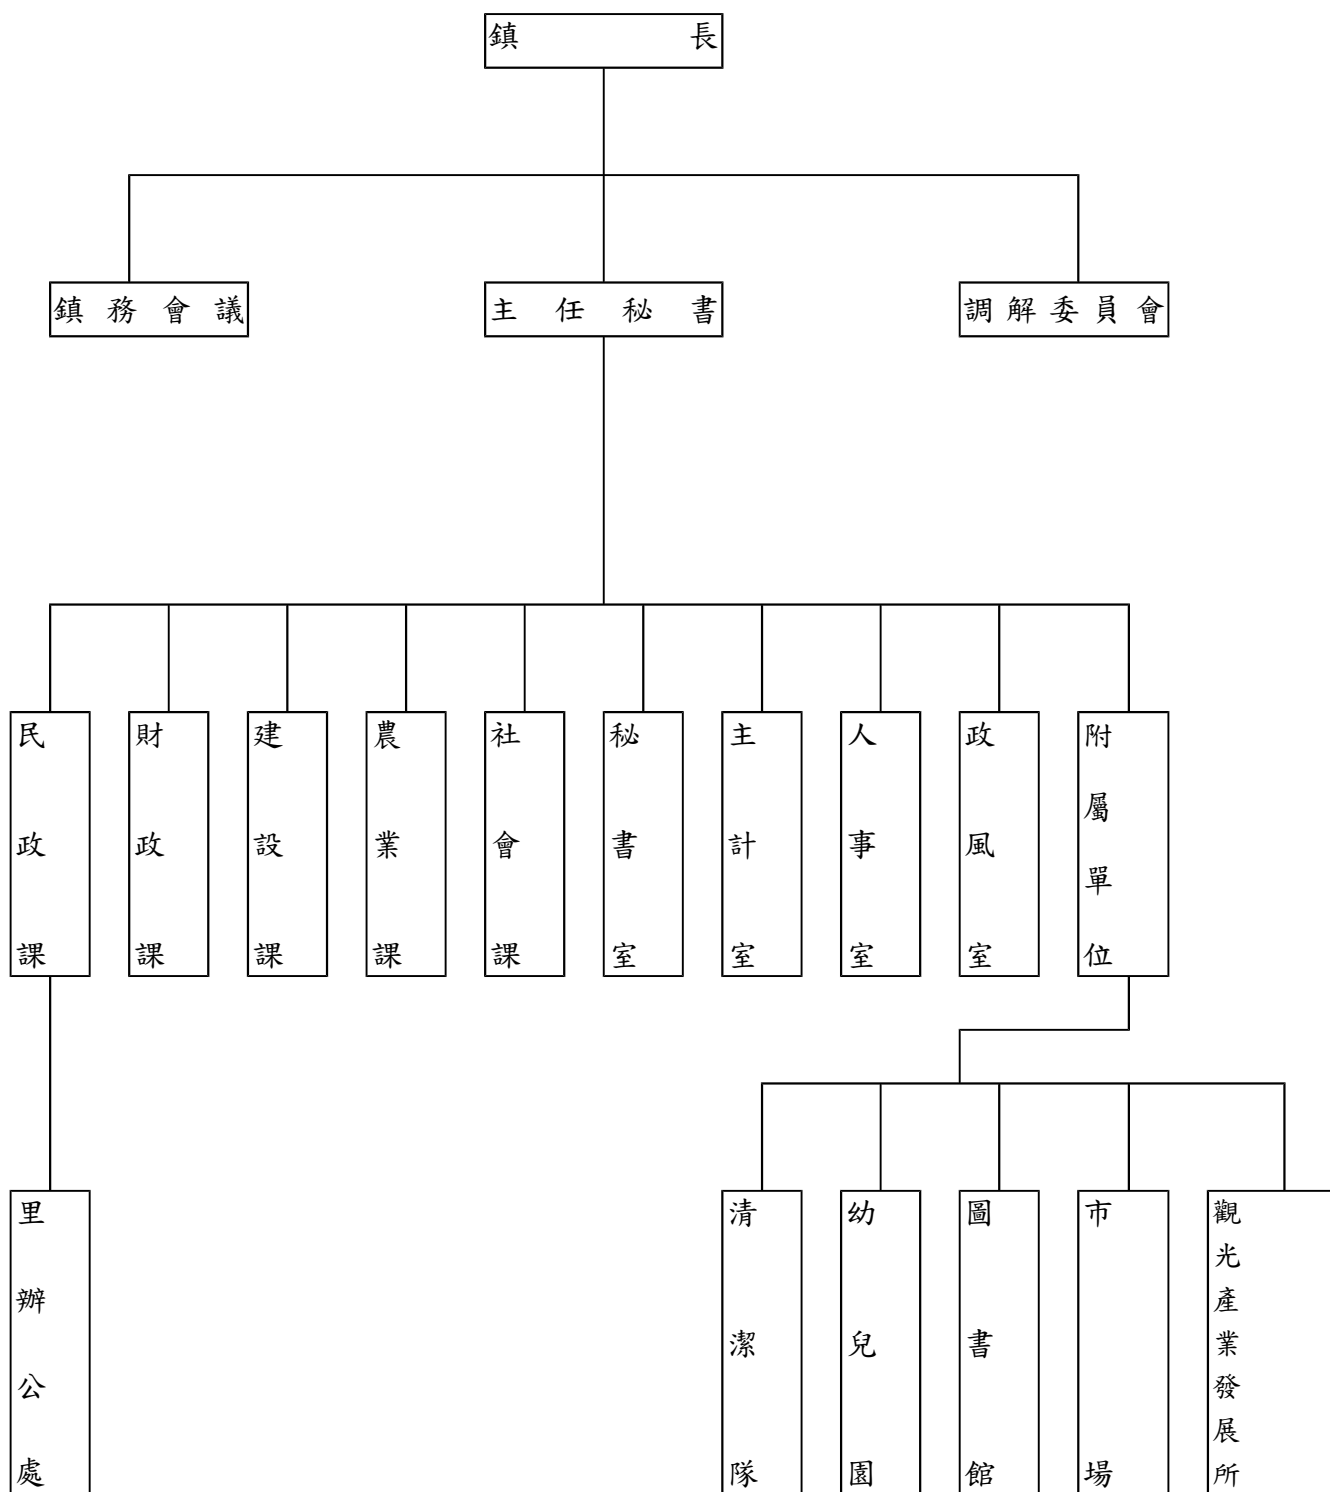 鎮長
鎮務會議
主任秘書
調解委員會
民政課
財政課
建設課
農業課
社會課
秘書室
主計室
人事室
政風室
附屬單位
里辦公處
清潔隊
幼兒園
圖書館
市場
觀光產業發展所